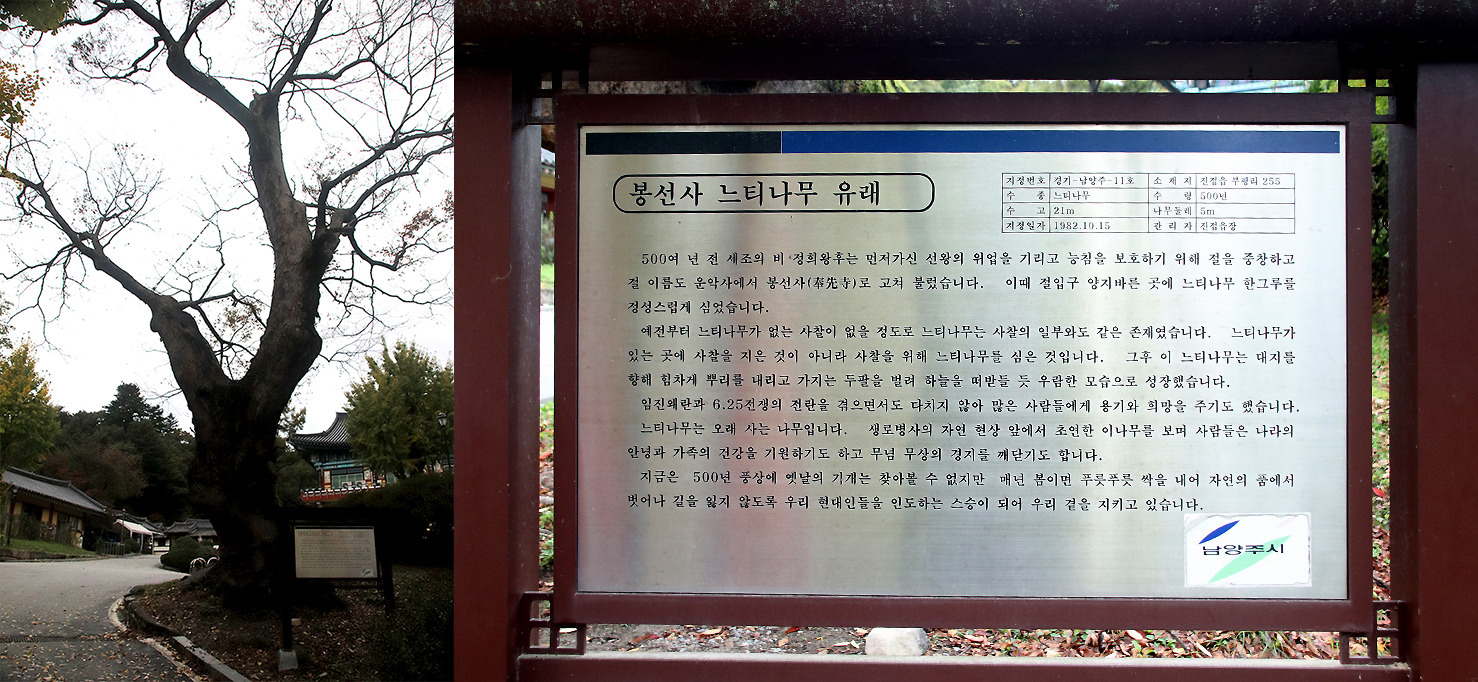 봉선사 느티나무 유래
지정번호 경기-남양주-11호 소 재 지 진접읍 부평리 255
수 종 느티나무 수 령 500년
수 고 21m 나무둘레 5m
지정일자 1982.10.15 관 리 자 진접읍장
500여 년 전 세조의 비 정희왕후는 먼저가신 선왕의 위업을 기리고 능침을 보호하기 위해 절을 중창하고
절 이름도 운악사에서 봉선사(奉先寺)로 고쳐 불렀습니다. 이때 절입구 양지바른 곳에 느티나무 한그루를
정성스럽게 심었습니다.
예전부터 느티나무가 없는 사찰이 없을 정도로 느티나무는 사찰의 일부와도 같은 존재였습니다. 느티나무가
있는 곳에 사찰을 지은 것이 아니라 사찰을 위해 느티나무를 심은 것입니다. 그후 이 느티나무는 대지를
향해 힘차게 뿌리를 내리고 가지는 두팔을 벌려 하늘을 떠받들 듯 우람한 모습으로 성장했습니다.
임진왜란과 6.25전쟁의 전란을 겪으면서도 다치지 않아 많은 사람들에게 용기와 희망을 주기도 했습니다.
느티나무는 오래 사는 나무입니다. 생로병사의 자연 현상 앞에서 초연한 이나무를 보며 사람들은 나라의
안녕과 가족의 건강을 기원하기도 하고 무념 무상의 경지를 깨닫기도 합니다.
지금은 500년 풍상에 옛날의 기개는 찾아볼 수 없지만 매년 봄이면 푸릇푸릇 싹을 내어 자연의 품에서
벗어나 길을 잃지 않도록 우리 현대인들을 인도하는 스승이 되어 우리 곁을 지키고 있습니다.
남양주시